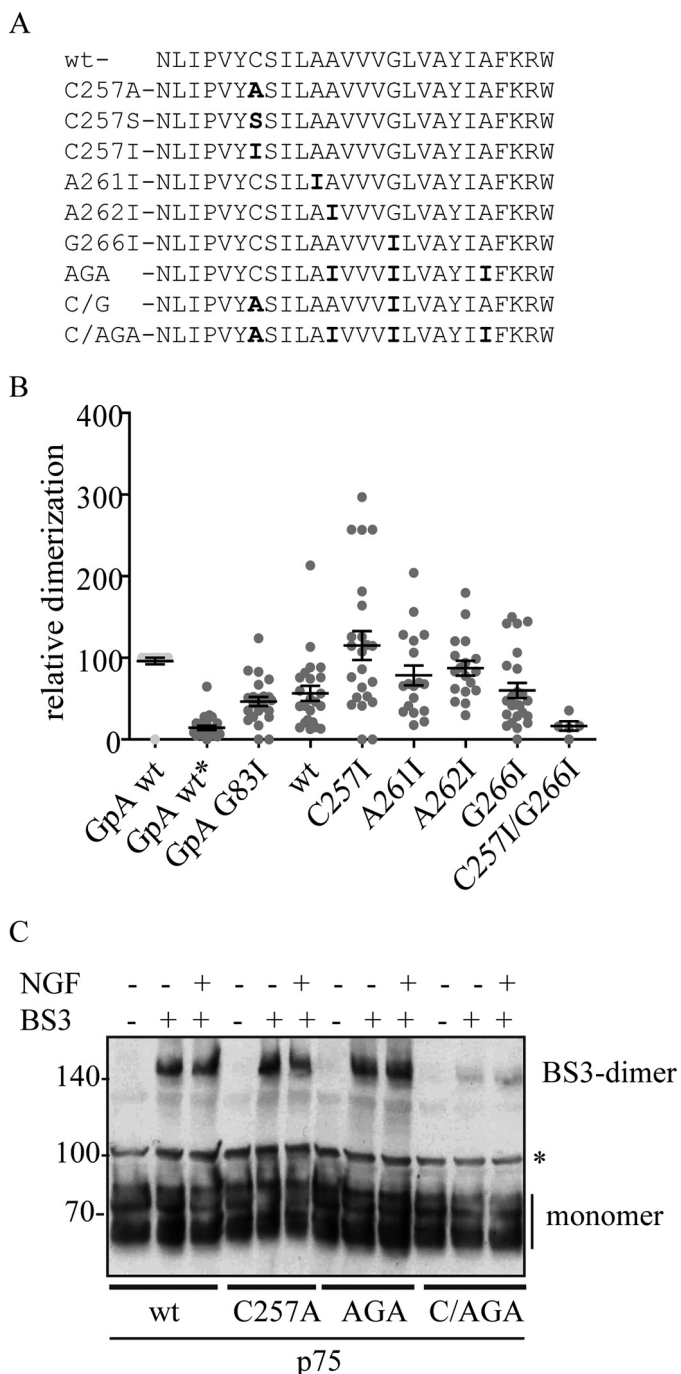 A
wt- NLIPVYCSILAAVVVGLVAYIAFKRW
C257A-NLIPVYASILAAVVVGLVAYIAFKRW
C257S-NLIPVYSSILAAVVVGLVAYIAFKRW
C257I-NLIPVYISILAAVVVGLVAYIAFKRW
A261I-NLIPVYCSILIAVVVGLVAYIAFKRW
A262I-NLIPVYCSILAIVVVGLVAYIAFKRW
G266I-NLIPVYCSILAAVVVILVAYIAFKRW
AGA -NLIPVYCSILAIVVVILVAYIIFKRW
C/G -NLIPVYASILAAVVVILVAYIAFKRW
C/AGA-NLIPVYASILAIVVVILVAYIIFKRW
B
relative dimerization
400
300
200
100
0
GpA wt
GpA wt*
GpA G83I
wt
C257I
A261I
A262I
G266I
C257I/G266I
C
NGF - - + - - + - - + - - +
BS3 - + + - + + - + + - + +
140- BS3-dimer
100- *
70- monomer
wt C257A AGA C/AGA
p75